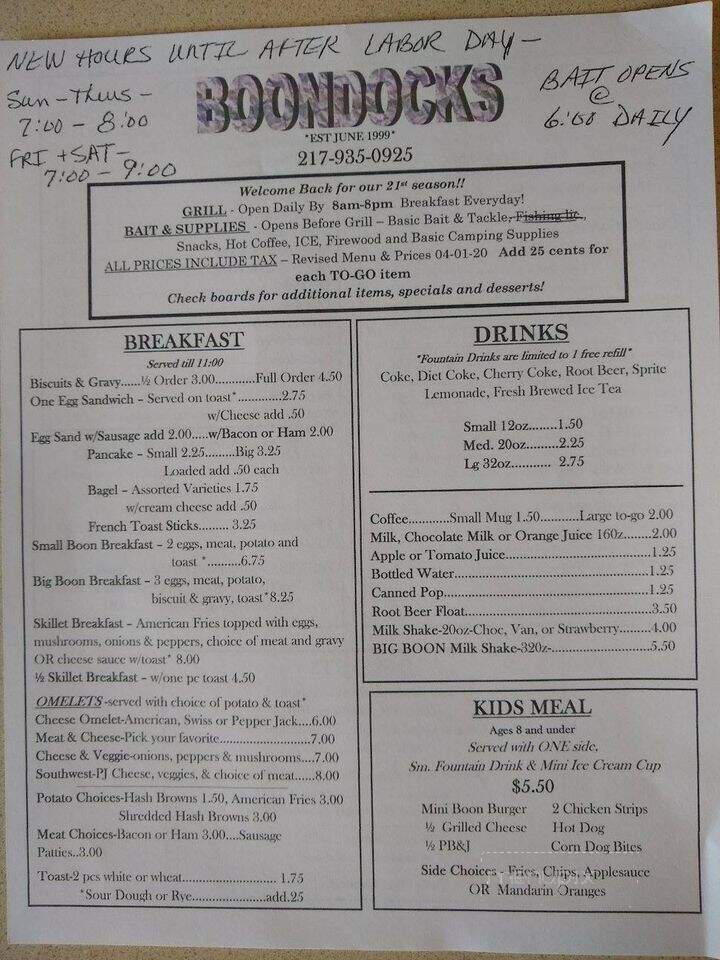 NEW HOURS UNTIL AFTER LABOR DAY -
Sun - Thurs -
7:00 - 8:00
FRI + SAT -
7:00 - 9:00
BAIT OPENS
@
6:00 DAILY
BOONDOCKS
*EST JUNE 1999*
217-935-0925
Welcome Back for our 21st season!!
GRILL - Open Daily By 8am-8pm Breakfast Everyday!
BAIT & SUPPLIES - Opens Before Grill – Basic Bait & Tackle, Fishing lic.,
Snacks, Hot Coffee, ICE, Firewood and Basic Camping Supplies
ALL PRICES INCLUDE TAX – Revised Menu & Prices 04-01-20 Add 25 cents for
each TO-GO item
Check boards for additional items, specials and desserts!
BREAKFAST
Served till 11:00
Biscuits & Gravy......½ Order 3.00............Full Order 4.50
One Egg Sandwich – Served on toast*.............2.75
w/Cheese add .50
Egg Sand w/Sausage add 2.00.....w/Bacon or Ham 2.00
Pancake – Small 2.25.........Big 3.25
Loaded add .50 each
Bagel – Assorted Varieties 1.75
w/cream cheese add .50
French Toast Sticks......... 3.25
Small Boon Breakfast – 2 eggs, meat, potato and
toast *.........6.75
Big Boon Breakfast – 3 eggs, meat, potato,
biscuit & gravy, toast*8.25
Skillet Breakfast – American Fries topped with eggs,
mushrooms, onions & peppers, choice of meat and gravy
OR cheese sauce w/toast* 8.00
½ Skillet Breakfast – w/one pc toast 4.50
OMELETS-served with choice of potato & toast*
Cheese Omelet-American, Swiss or Pepper Jack....6.00
Meat & Cheese-Pick your favorite.......................7.00
Cheese & Veggie-onions, peppers & mushrooms....7.00
Southwest-PJ Cheese, veggies, & choice of meat......8.00
Potato Choices-Hash Browns 1.50, American Fries 3.00
Shredded Hash Browns 3.00
Meat Choices-Bacon or Ham 3.00....Sausage
Patties..3.00
Toast-2 pcs white or wheat........................ 1.75
*Sour Dough or Rye......................add.25
DRINKS
*Fountain Drinks are limited to 1 free refill*
Coke, Diet Coke, Cherry Coke, Root Beer, Sprite
Lemonade, Fresh Brewed Ice Tea
Small 12oz........1.50
Med. 20oz.........2.25
Lg 32oz........... 2.75
Coffee............Small Mug 1.50............Large to-go 2.00
Milk, Chocolate Milk or Orange Juice 16oz........2.00
Apple or Tomato Juice..................................1.25
Bottled Water..............................................1.25
Canned Pop.................................................1.25
Root Beer Float............................................3.50
Milk Shake-20oz-Choc, Van, or Strawberry.........4.00
BIG BOON Milk Shake-32oz-.........................5.50
KIDS MEAL
Ages 8 and under
Served with ONE side,
Sm. Fountain Drink & Mini Ice Cream Cup
$5.50
Mini Boon Burger 2 Chicken Strips
½ Grilled Cheese Hot Dog
½ PB&J Corn Dog Bites
Side Choices - Fries, Chips, Applesauce
OR Mandarin Oranges